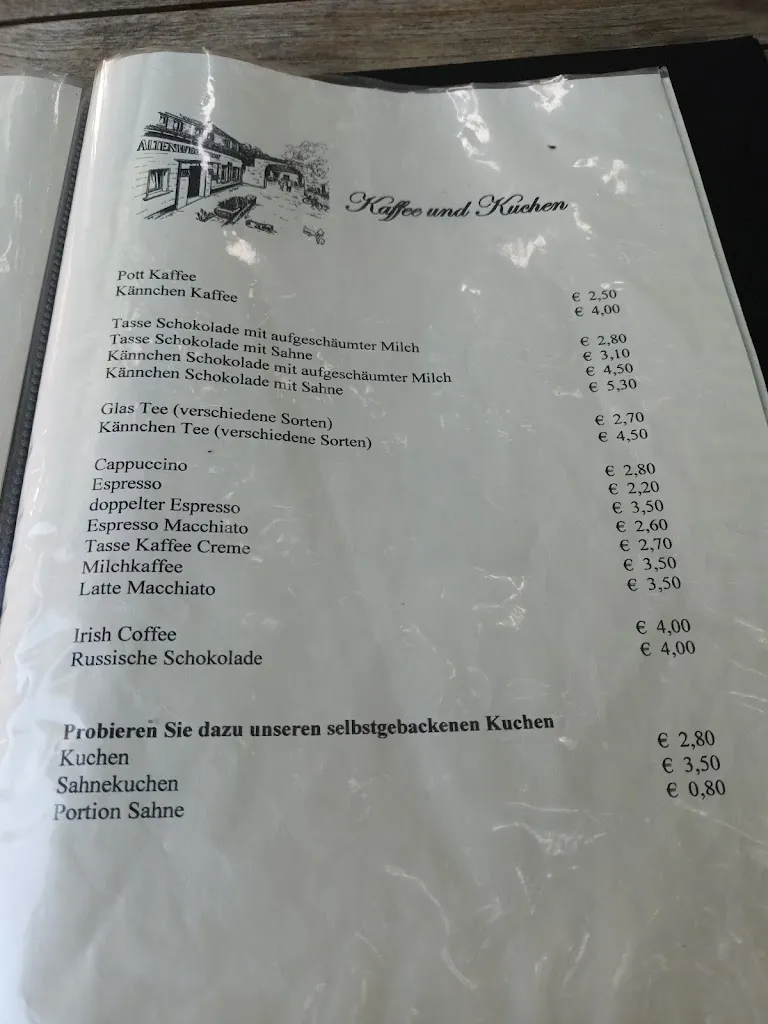 Kaffee und Kuchen
Pott Kaffee € 2,50
Kännchen Kaffee € 4,00
Tasse Schokolade mit aufgeschäumter Milch € 2,80
Tasse Schokolade mit Sahne € 3,10
Kännchen Schokolade mit aufgeschäumter Milch € 4,50
Kännchen Schokolade mit Sahne € 5,30
Glas Tee (verschiedene Sorten) € 2,70
Kännchen Tee (verschiedene Sorten) € 4,50
Cappuccino € 2,80
Espresso € 2,20
doppelter Espresso € 3,50
Espresso Macchiato € 2,60
Tasse Kaffee Creme € 2,70
Milchkaffee € 3,50
Latte Macchiato € 3,50
Irish Coffee € 4,00
Russische Schokolade € 4,00
Probieren Sie dazu unseren selbstgebackenen Kuchen
Kuchen € 2,80
Sahnekuchen € 3,50
Portion Sahne € 0,80